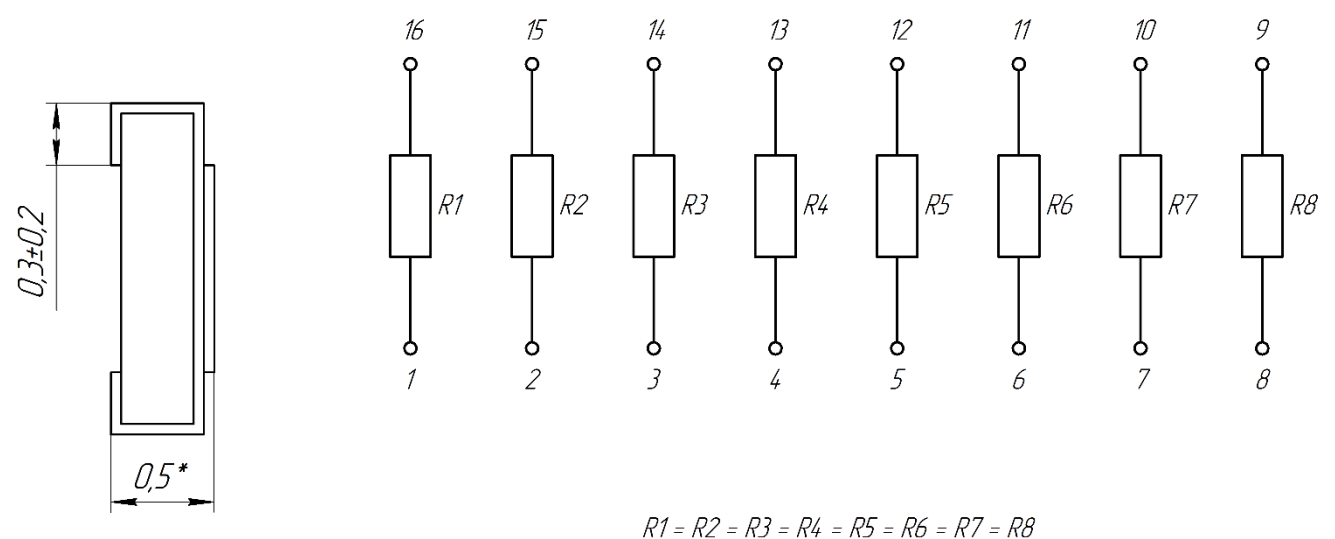 16 15 14 13 12 11 10 9
0,3±0,2
R1 R2 R3 R4 R5 R6 R7 R8
1 2 3 4 5 6 7 8
0,5*
R1 = R2 = R3 = R4 = R5 = R6 = R7 = R8